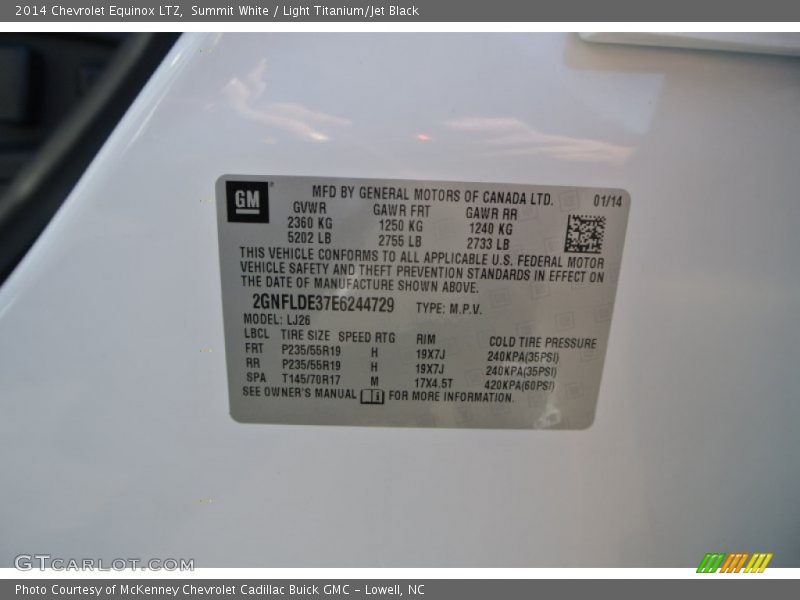 2014 Chevrolet Equinox LTZ, Summit White / Light Titanium/Jet Black
GM MFD BY GENERAL MOTORS OF CANADA LTD. 01/14
GVWR GAWR FRT GAWR RR
2360 KG 1250 KG 1240 KG
5202 LB 2755 LB 2733 LB
THIS VEHICLE CONFORMS TO ALL APPLICABLE U.S. FEDERAL MOTOR
VEHICLE SAFETY AND THEFT PREVENTION STANDARDS IN EFFECT ON
THE DATE OF MANUFACTURE SHOWN ABOVE.
2GNFLDE37E6244729 TYPE: M.P.V.
MODEL: LJ26
LBCL TIRE SIZE SPEED RTG RIM COLD TIRE PRESSURE
FRT P235/55R19 H 19X7J 240KPA(35PSI)
RR P235/55R19 H 19X7J 240KPA(35PSI)
SPA T145/70R17 M 17X4.5T 420KPA(60PSI)
SEE OWNER'S MANUAL FOR MORE INFORMATION.
GTCARLOT.COM
Photo Courtesy of McKenney Chevrolet Cadillac Buick GMC - Lowell, NC